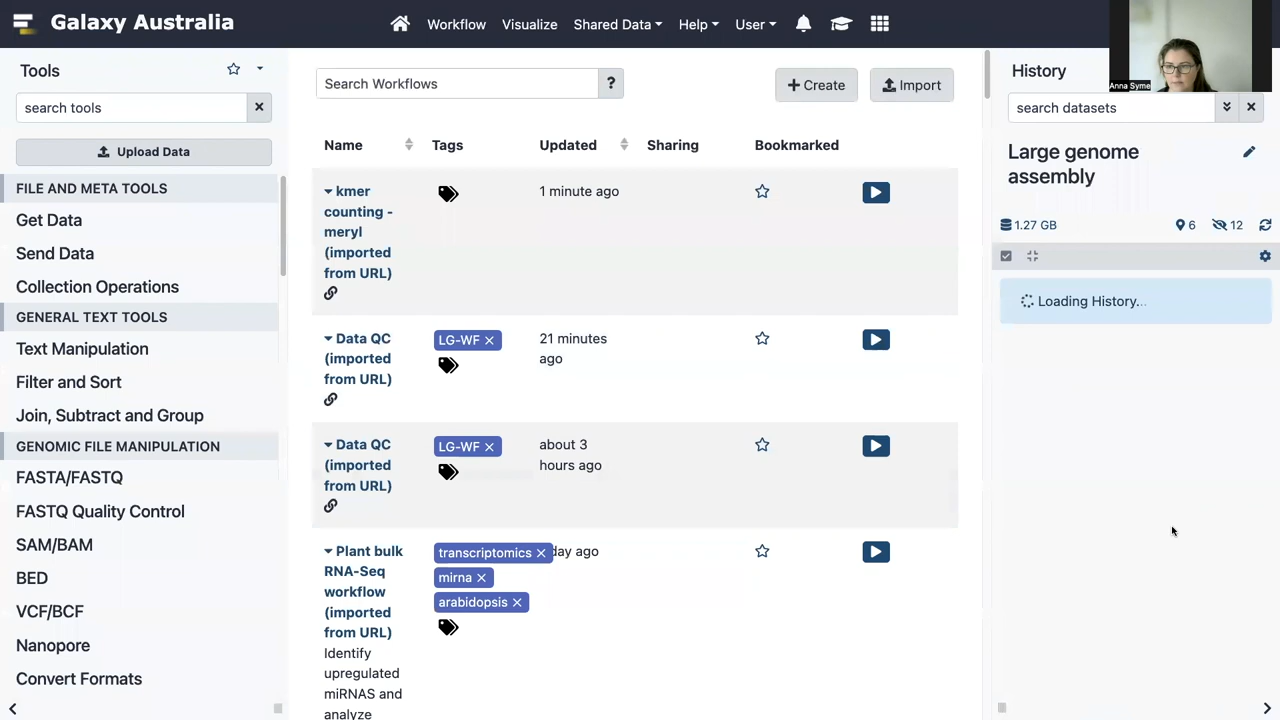 Galaxy Australia
Workflow
Visualize
Shared Data
Help
User
Anna Syme
Tools
search tools
Upload Data
FILE AND META TOOLS
Get Data
Send Data
Collection Operations
GENERAL TEXT TOOLS
Text Manipulation
Filter and Sort
Join, Subtract and Group
GENOMIC FILE MANIPULATION
FASTA/FASTQ
FASTQ Quality Control
SAM/BAM
BED
VCF/BCF
Nanopore
Convert Formats
Search Workflows
?
+ Create
Import
Name
Tags
Updated
Sharing
Bookmarked
kmer
counting -
meryl
(imported
from URL)
1 minute ago
Data QC
(imported
from URL)
LG-WF ×
21 minutes
ago
Data QC
(imported
from URL)
LG-WF ×
about 3
hours ago
Plant bulk
RNA-Seq
workflow
(imported
from URL)
Identify
upregulated
miRNAS and
analyze
transcriptomics ×
mirna ×
arabidopsis ×
day ago
History
search datasets
Large genome
assembly
1.27 GB
6
12
Loading History...